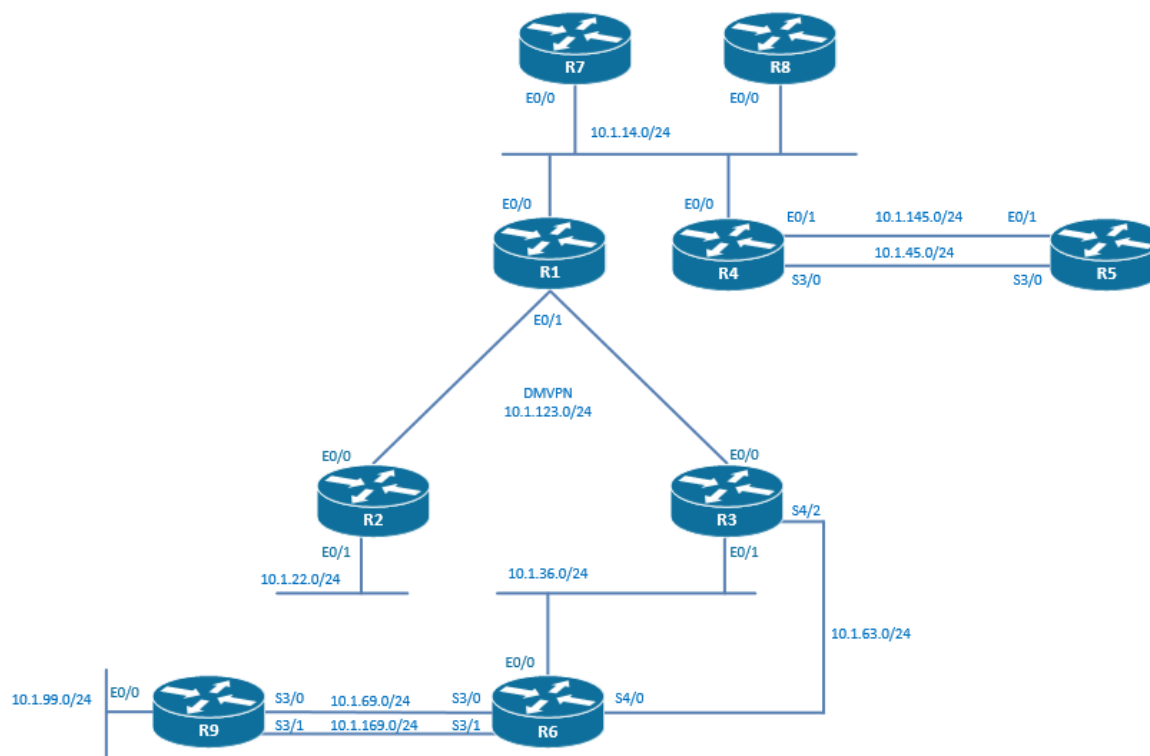 R7
R8
E0/0
E0/0
10.1.14.0/24
E0/0
E0/0
E0/1
10.1.145.0/24
E0/1
R1
R4
10.1.45.0/24
R5
S3/0
S3/0
E0/1
DMVPN
10.1.123.0/24
E0/0
E0/0
R2
R3
S4/2
E0/1
E0/1
10.1.22.0/24
10.1.36.0/24
10.1.63.0/24
E0/0
10.1.99.0/24
E0/0
S3/0
10.1.69.0/24
S3/0
S4/0
R9
S3/1
10.1.169.0/24
S3/1
R6